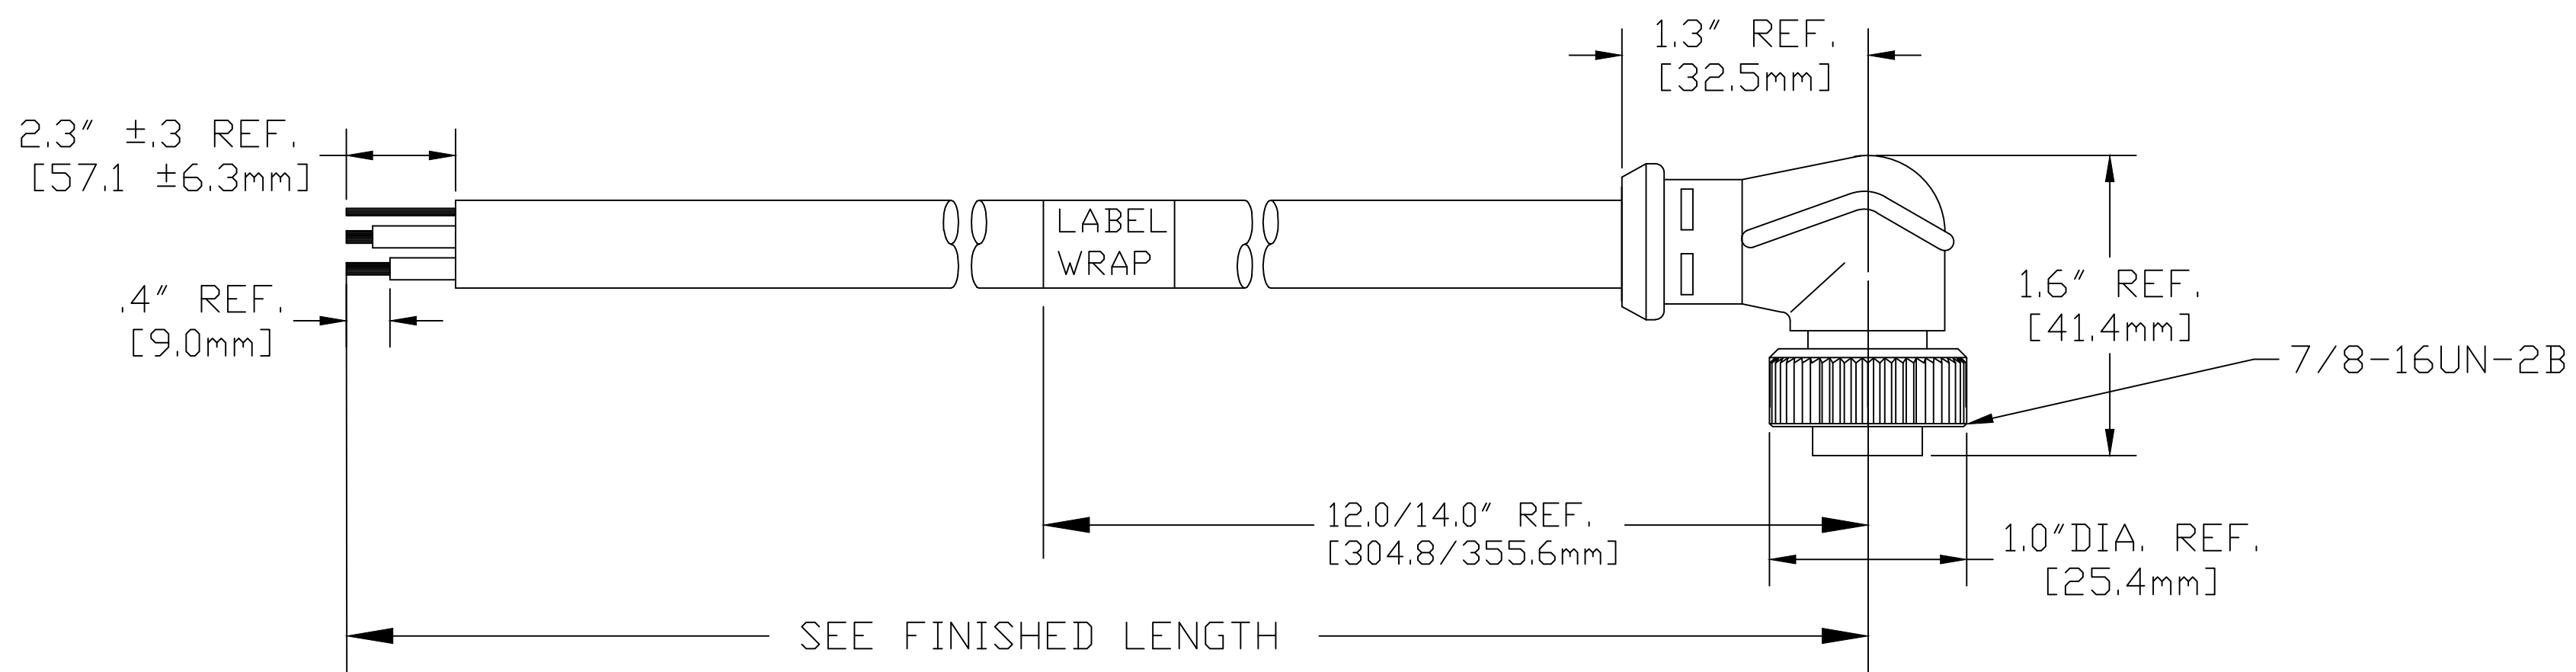 1.3" REF.
[32.5mm]
2.3" ±.3 REF.
[57.1 ±6.3mm]
LABEL
WRAP
.4" REF.
[9.0mm]
1.6" REF.
[41.4mm]
7/8-16UN-2B
12.0/14.0" REF.
[304.8/355.6mm]
1.0"DIA. REF.
[25.4mm]
SEE FINISHED LENGTH